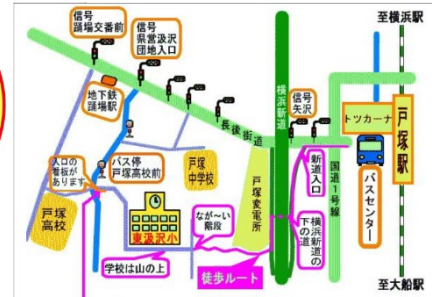 信号
踊場交番前
信号
県営汲沢
団地入口
至横浜駅
地下鉄
踊場駅
長後街道
横浜新道
信号
矢沢
トツカーナ
戸塚駅
バスセンター
国道1号線
新道入口
入口の
看板が
あります
バス停
戸塚高校前
戸塚
中学校
戸塚
高校
東汲沢小
なが~い
階段
戸塚変電所
横浜新道の
下の道
学校は山の上
徒歩ルート
至大船駅